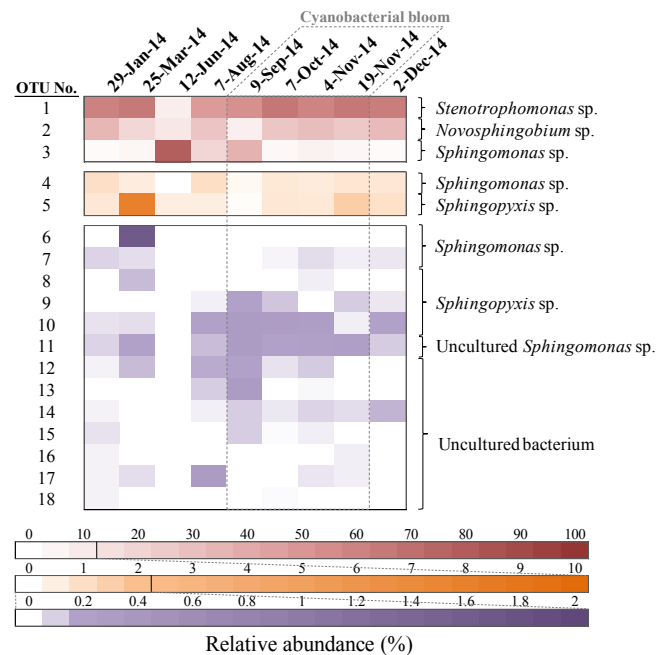 Cyanobacterial bloom
29-Jan-14
25-Mar-14
12-Jun-14
7-Aug-14
9-Sep-14
7-Oct-14
4-Nov-14
19-Nov-14
2-Dec-14
OTU No.
1
Stenotrophomonas sp.
2
Novosphingobium sp.
3
Sphingomonas sp.
4
Sphingomonas sp.
5
Sphingopyxis sp.
6
Sphingomonas sp.
7
8
9
Sphingopyxis sp.
10
11
Uncultured Sphingomonas sp.
12
13
14
15
Uncultured bacterium
16
17
18
0 10 20 30 40 50 60 70 80 90 100
0 1 2 3 4 5 6 7 8 9 10
0 0.2 0.4 0.6 0.8 1 1.2 1.4 1.6 1.8 2
Relative abundance (%)